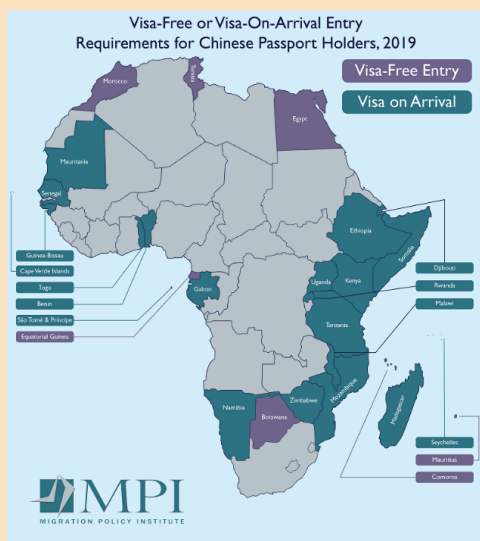 Visa-Free or Visa-On-Arrival Entry
Requirements for Chinese Passport Holders, 2019
Visa-Free Entry
Visa on Arrival
Morocco
Tunisia
Egypt
Mauritania
Senegal
Guinea-Bissau
Cape Verde Islands
Togo
Benin
São Tomé & Príncipe
Equatorial Guinea
Gabon
Ethiopia
Somalia
Uganda
Kenya
Djibouti
Rwanda
Malawi
Tanzania
Mozambique
Zimbabwe
Namibia
Botswana
Madagascar
Seychelles
Mauritius
Comoros
MPI
MIGRATION POLICY INSTITUTE